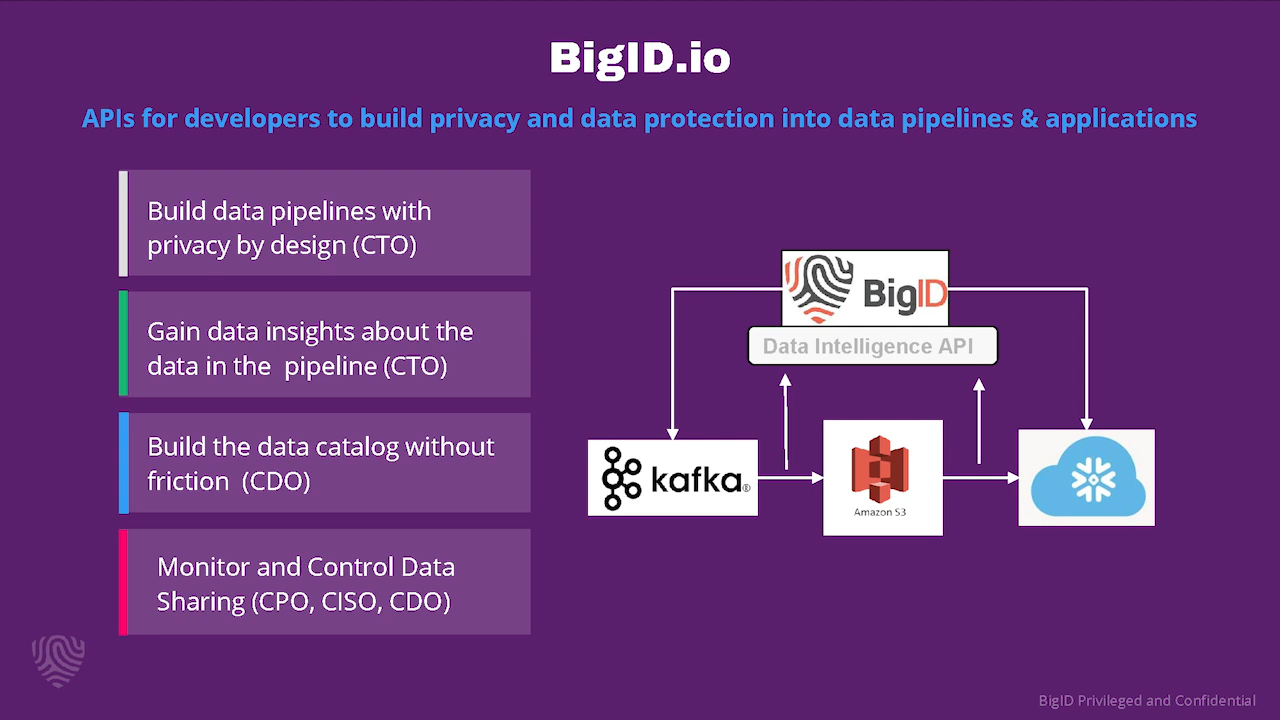 BigID.io
APIs for developers to build privacy and data protection into data pipelines & applications
Build data pipelines with
privacy by design (CTO)
Gain data insights about the
data in the  pipeline (CTO)
Build the data catalog without
friction  (CDO)
Monitor and Control Data
Sharing (CPO, CISO, CDO)
BigID
Data Intelligence API
kafka®
Amazon S3
BigID Privileged and Confidential